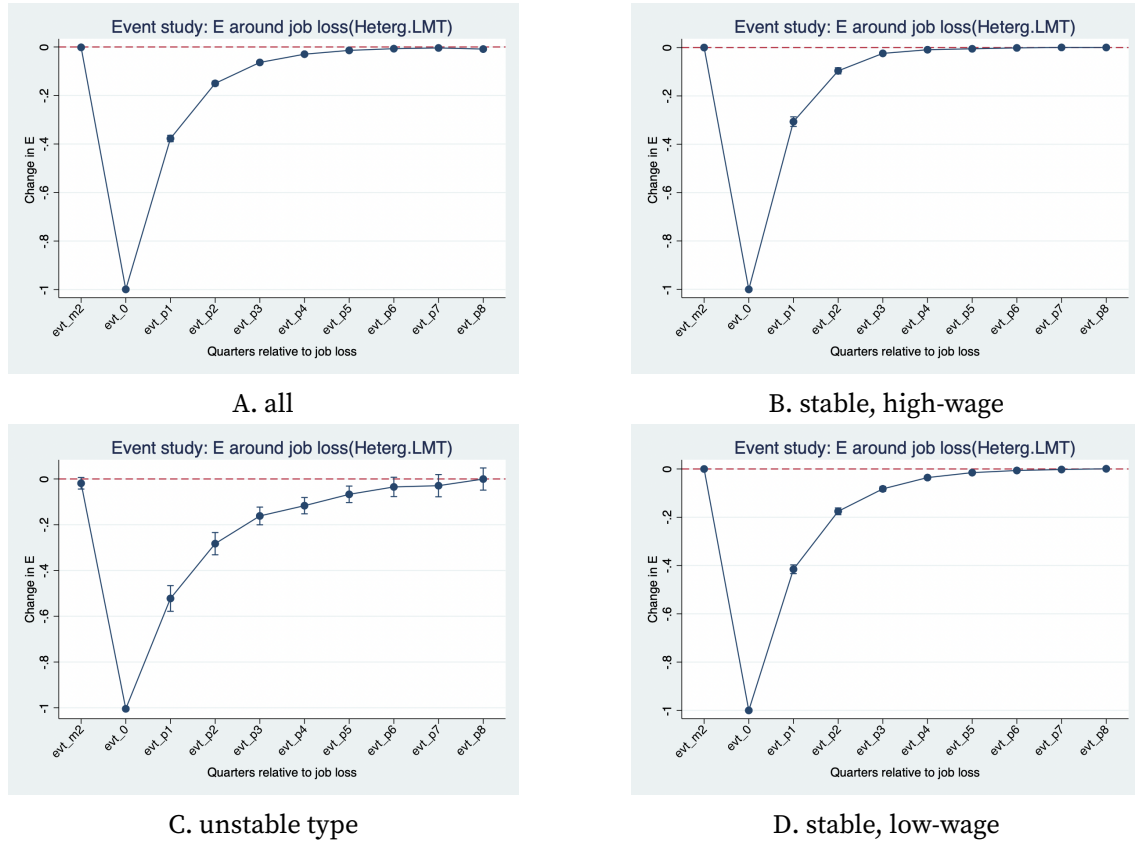 Event study: E around job loss(Heterg.LMT)
Change in E
0
-.2
-.4
-.6
-.8
-1
evt_m2 evt_0 evt_p1 evt_p2 evt_p3 evt_p4 evt_p5 evt_p6 evt_p7 evt_p8
Quarters relative to job loss
A. all
Event study: E around job loss(Heterg.LMT)
Change in E
0
-.2
-.4
-.6
-.8
-1
evt_m2 evt_0 evt_p1 evt_p2 evt_p3 evt_p4 evt_p5 evt_p6 evt_p7 evt_p8
Quarters relative to job loss
B. stable, high-wage
Event study: E around job loss(Heterg.LMT)
Change in E
0
-.2
-.4
-.6
-.8
-1
evt_m2 evt_0 evt_p1 evt_p2 evt_p3 evt_p4 evt_p5 evt_p6 evt_p7 evt_p8
Quarters relative to job loss
C. unstable type
Event study: E around job loss(Heterg.LMT)
Change in E
0
-.2
-.4
-.6
-.8
-1
evt_m2 evt_0 evt_p1 evt_p2 evt_p3 evt_p4 evt_p5 evt_p6 evt_p7 evt_p8
Quarters relative to job loss
D. stable, low-wage